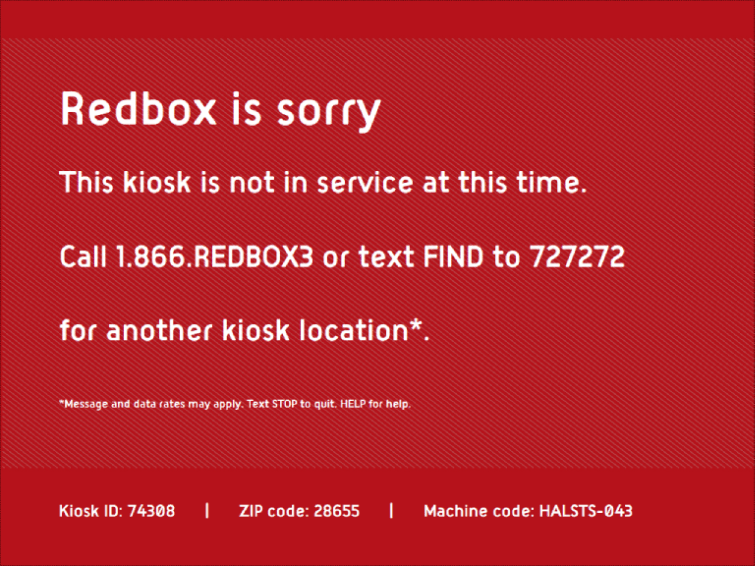 Redbox is sorry
This kiosk is not in service at this time.
Call 1.866.REDBOX3 or text FIND to 727272
for another kiosk location*.
*Message and data rates may apply. Text STOP to quit. HELP for help.
Kiosk ID: 74308 | ZIP code: 28655 | Machine code: HALSTS-043